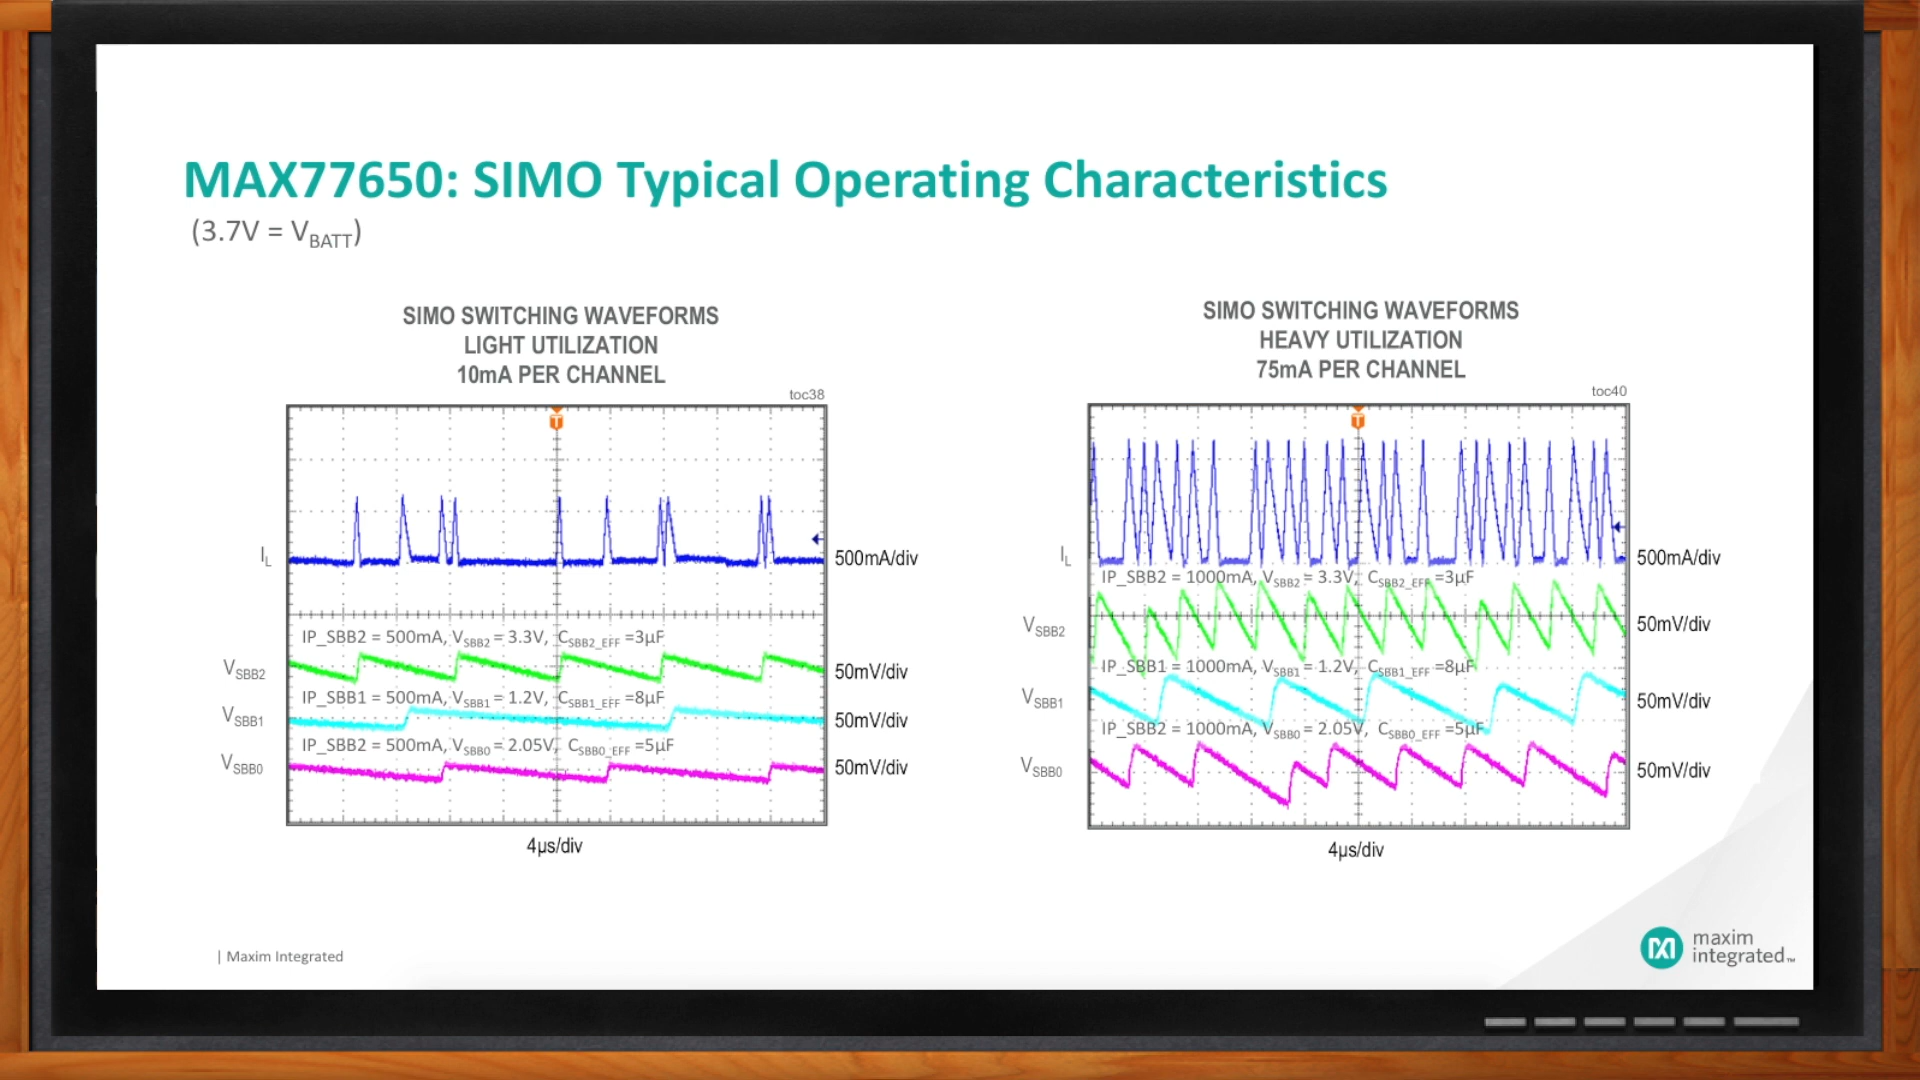 MAX77650: SIMO Typical Operating Characteristics
(3.7V = VBATT)
SIMO SWITCHING WAVEFORMS
LIGHT UTILIZATION
10mA PER CHANNEL
toc38
T
IL
500mA/div
IP_SBB2 = 500mA, VSBB2 = 3.3V, CSBB2_EFF =3µF
VSBB2
50mV/div
IP_SBB1 = 500mA, VSBB1 = 1.2V, CSBB1_EFF =8µF
VSBB1
50mV/div
IP_SBB2 = 500mA, VSBB0 = 2.05V, CSBB0_EFF =5µF
VSBB0
50mV/div
4µs/div
SIMO SWITCHING WAVEFORMS
HEAVY UTILIZATION
75mA PER CHANNEL
toc40
T
IL
500mA/div
IP_SBB2 = 1000mA, VSBB2 = 3.3V, CSBB2_EFF =3µF
VSBB2
50mV/div
IP_SBB1 = 1000mA, VSBB1 = 1.2V, CSBB1_EFF =8µF
VSBB1
50mV/div
IP_SBB2 = 1000mA, VSBB0 = 2.05V, CSBB0_EFF =5µF
VSBB0
50mV/div
4µs/div
| Maxim Integrated
maxim
integrated™